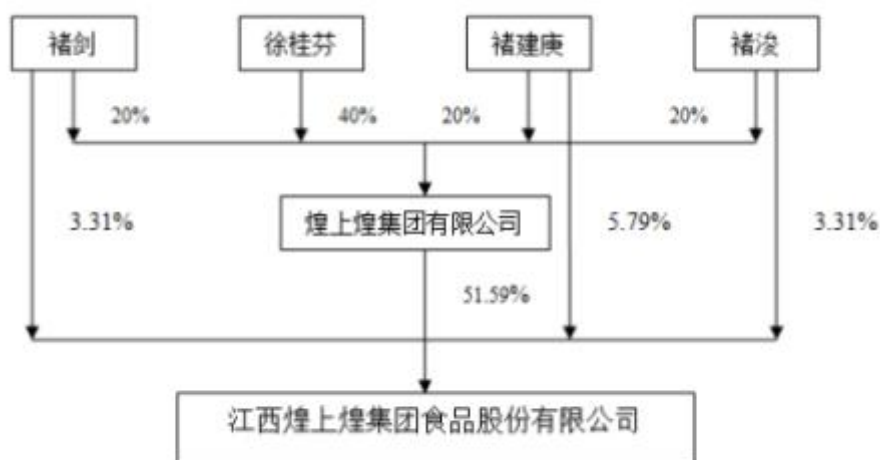 褚剑
徐桂芬
褚建庚
褚浚
20%
40%
20%
20%
3.31%
煌上煌集团有限公司
5.79%
3.31%
51.59%
江西煌上煌集团食品股份有限公司